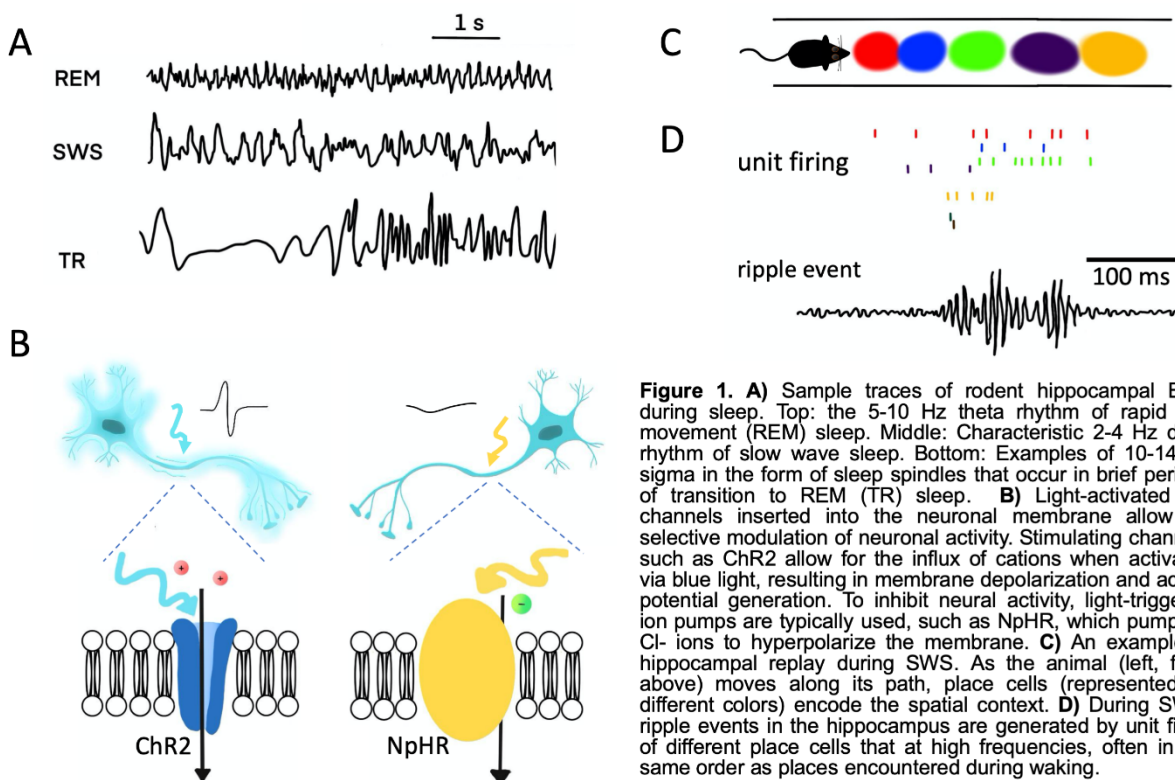 A
1 s
REM
SWS
TR
B
ChR2
NpHR
C
D
unit firing
100 ms
ripple event
Figure 1. A) Sample traces of rodent hippocampal
during sleep. Top: the 5-10 Hz theta rhythm of rapid
movement (REM) sleep. Middle: Characteristic 2-4 Hz
rhythm of slow wave sleep. Bottom: Examples of 10-14
sigma in the form of sleep spindles that occur in brief
of transition to REM (TR) sleep. B) Light-activated
channels inserted into the neuronal membrane allow
selective modulation of neuronal activity. Stimulating
such as ChR2 allow for the influx of cations when
via blue light, resulting in membrane depolarization and
potential generation. To inhibit neural activity,
ion pumps are typically used, such as NpHR, which
Cl- ions to hyperpolarize the membrane. C) An example
hippocampal replay during SWS. As the animal (left,
above) moves along its path, place cells (represented
different colors) encode the spatial context. D) During
ripple events in the hippocampus are generated by unit
of different place cells that at high frequencies, often in
same order as places encountered during waking.